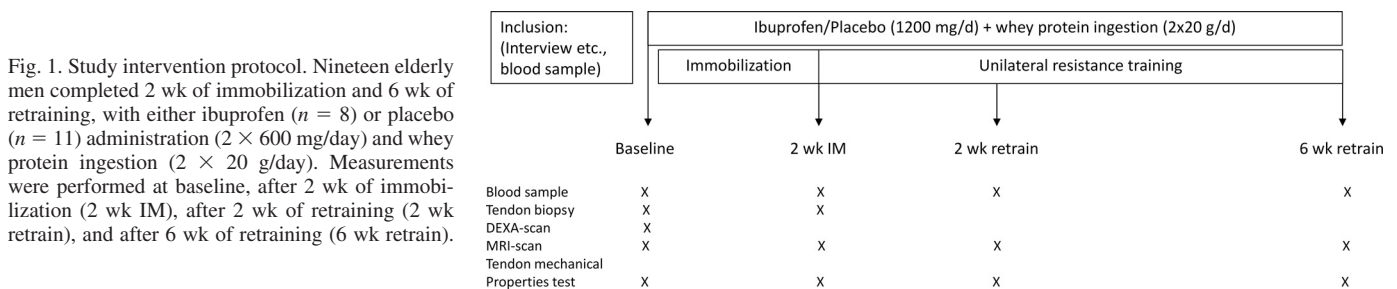 Fig. 1. Study intervention protocol. Nineteen elderly
men completed 2 wk of immobilization and 6 wk of
retraining, with either ibuprofen (n = 8) or placebo
(n = 11) administration (2 × 600 mg/day) and whey
protein ingestion (2 × 20 g/day). Measurements
were performed at baseline, after 2 wk of immobi-
lization (2 wk IM), after 2 wk of retraining (2 wk
retrain), and after 6 wk of retraining (6 wk retrain).
Inclusion:
(Interview etc.,
blood sample)
Ibuprofen/Placebo (1200 mg/d) + whey protein ingestion (2x20 g/d)
Immobilization Unilateral resistance training
Baseline 2 wk IM 2 wk retrain 6 wk retrain
Blood sample X X X X
Tendon biopsy X X
DEXA-scan X
MRI-scan X X X X
Tendon mechanical
Properties test X X X X